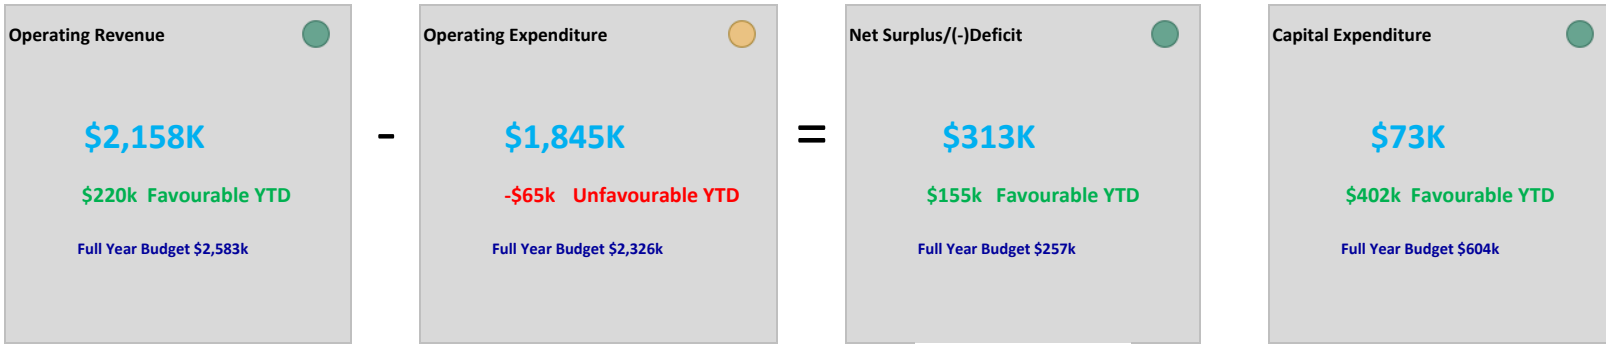 Operating Revenue
$2,158K
$220k Favourable YTD
Full Year Budget $2,583k
-
Operating Expenditure
$1,845K
-$65k Unfavourable YTD
Full Year Budget $2,326k
=
Net Surplus/(-)Deficit
$313K
$155k Favourable YTD
Full Year Budget $257k
Capital Expenditure
$73K
$402k Favourable YTD
Full Year Budget $604k